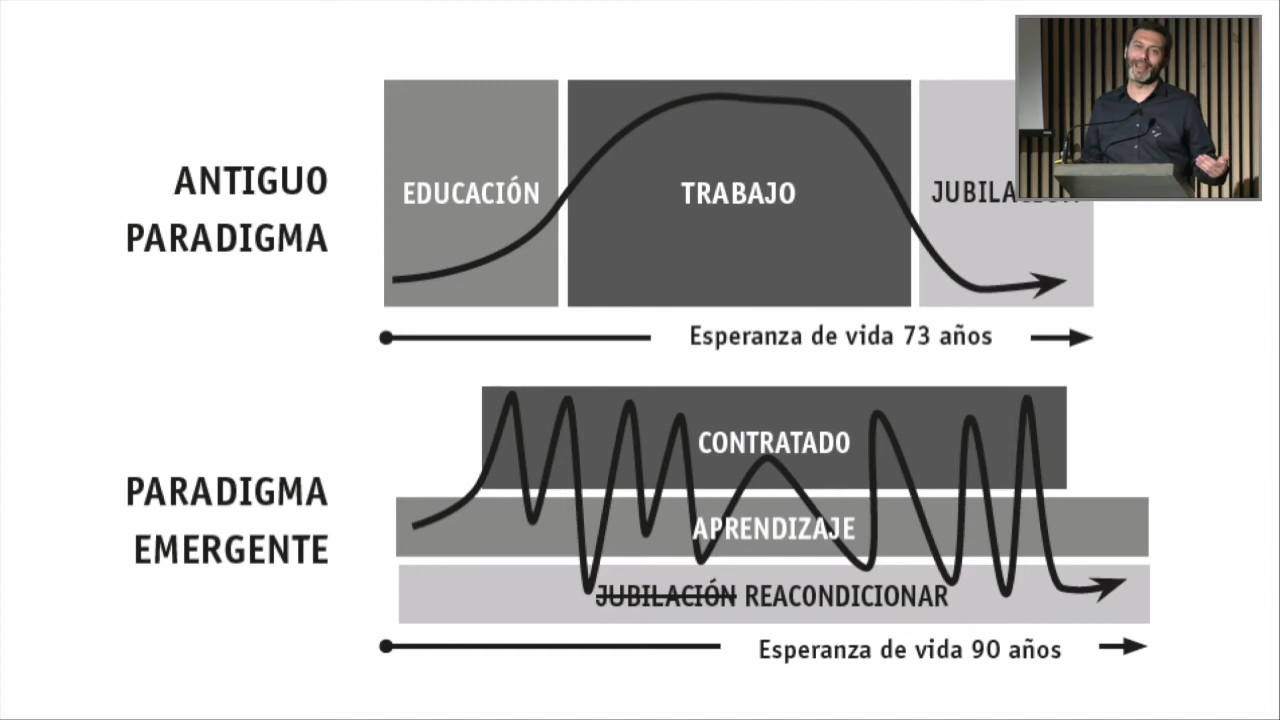 ANTIGUO
PARADIGMA
EDUCACIÓN
TRABAJO
Esperanza de vida 73 años
PARADIGMA
EMERGENTE
CONTRATADO
APRENDIZAJE
JUBILACIÓN REACONDICIONAR
Esperanza de vida 90 años